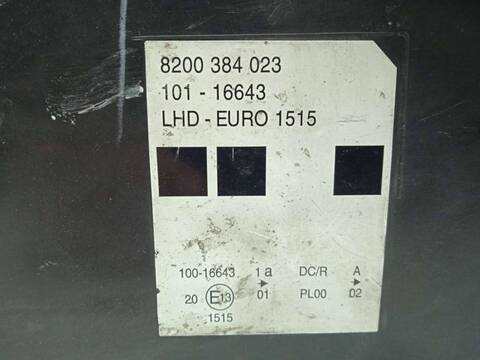 8200 384 023
101 - 16643
LHD - EURO 1515
100-16643 1 a DC/R A
20 E13 01 PL00 02
1515